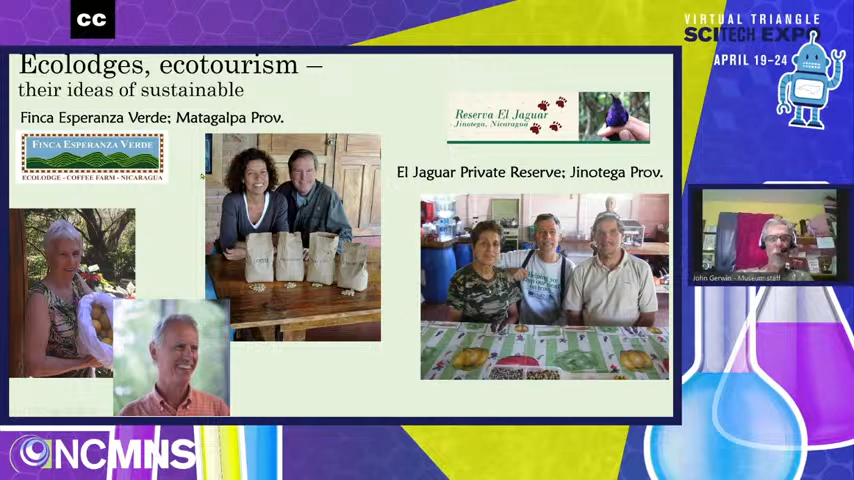 CC
VIRTUAL TRIANGLE
SCITECH EXPO
APRIL 19–24
Ecolodges, ecotourism –
their ideas of sustainable
Finca Esperanza Verde; Matagalpa Prov.
FINCA ESPERANZA VERDE
ECOLODGE - COFFEE FARM - NICARAGUA
Reserva El Jaguar
Jinotega, Nicaragua
El Jaguar Private Reserve; Jinotega Prov.
John Gerwin - Museum staff
NCMNS